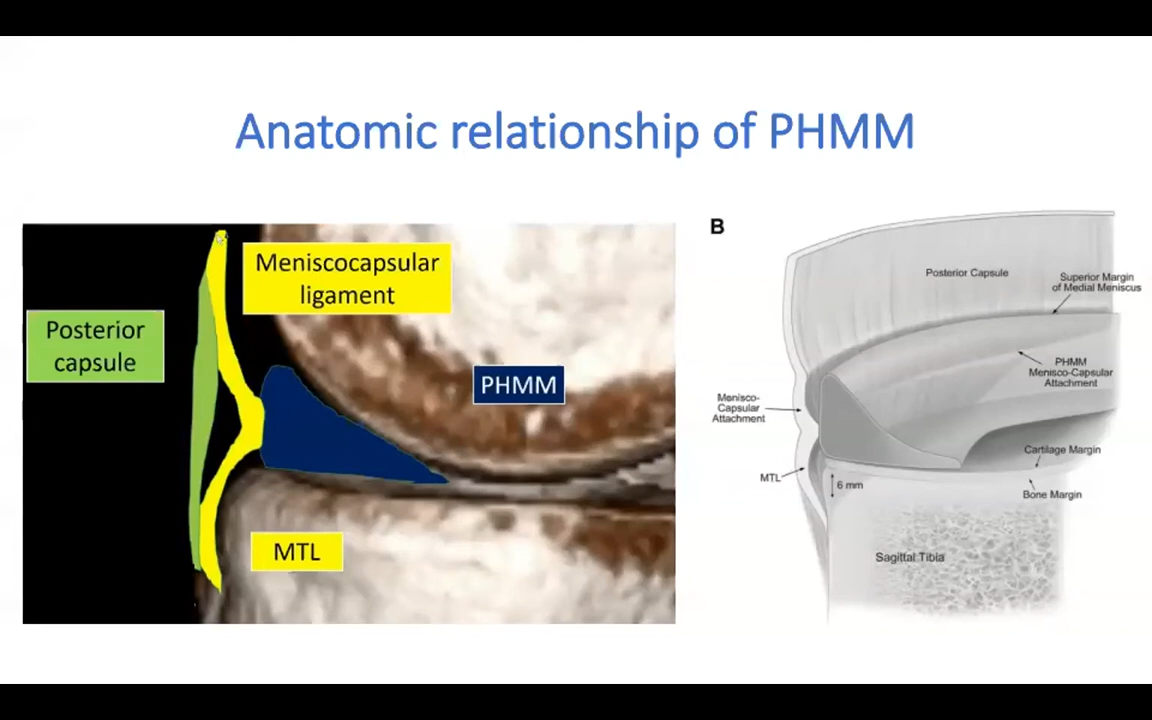 Anatomic relationship of PHMM
Meniscocapsular
ligament
Posterior
capsule
PHMM
MTL
B
Posterior Capsule
Superior Margin
of Medial Meniscus
PHMM
Menisco-Capsular
Attachment
Menisco-
Capsular
Attachment
Cartilage Margin
MTL
6 mm
Bone Margin
Sagittal Tibia